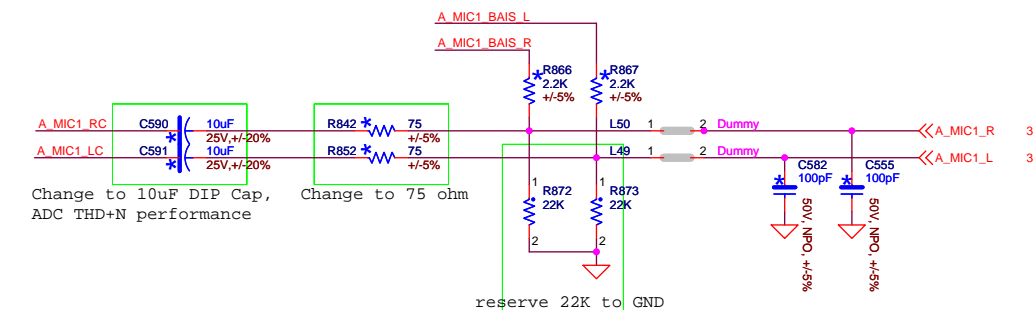 A_MIC1_BAIS_L
A_MIC1_BAIS_R
* R866
2.2K
+/-5%
* R867
2.2K
+/-5%
A_MIC1_RC
C590
10uF
*
25V,+/-20%
R842 *
75
+/-5%
L50
1
2
Dummy
A_MIC1_R
3
A_MIC1_LC
C591
10uF
*
25V,+/-20%
R852 *
75
+/-5%
L49
1
2
Dummy
A_MIC1_L
3
Change to 10uF DIP Cap,
ADC THD+N performance
Change to 75 ohm
1
R872
22K
2
1
R873
22K
2
reserve 22K to GND
* C582
100pF
50V, NPO, +/-5%
* C555
100pF
50V, NPO, +/-5%